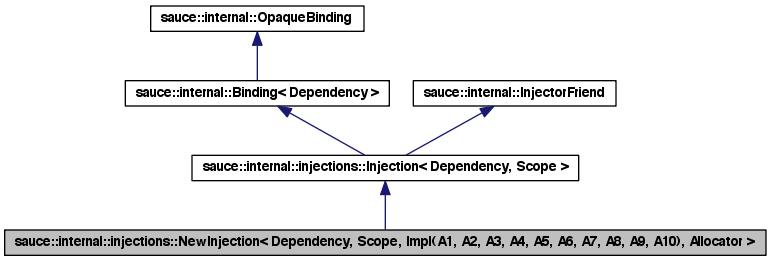 sauce::internal::OpaqueBinding
sauce::internal::Binding< Dependency >
sauce::internal::InjectorFriend
sauce::internal::injections::Injection< Dependency, Scope >
sauce::internal::injections::NewInjection< Dependency, Scope, Impl(A1, A2, A3, A4, A5, A6, A7, A8, A9, A10), Allocator >